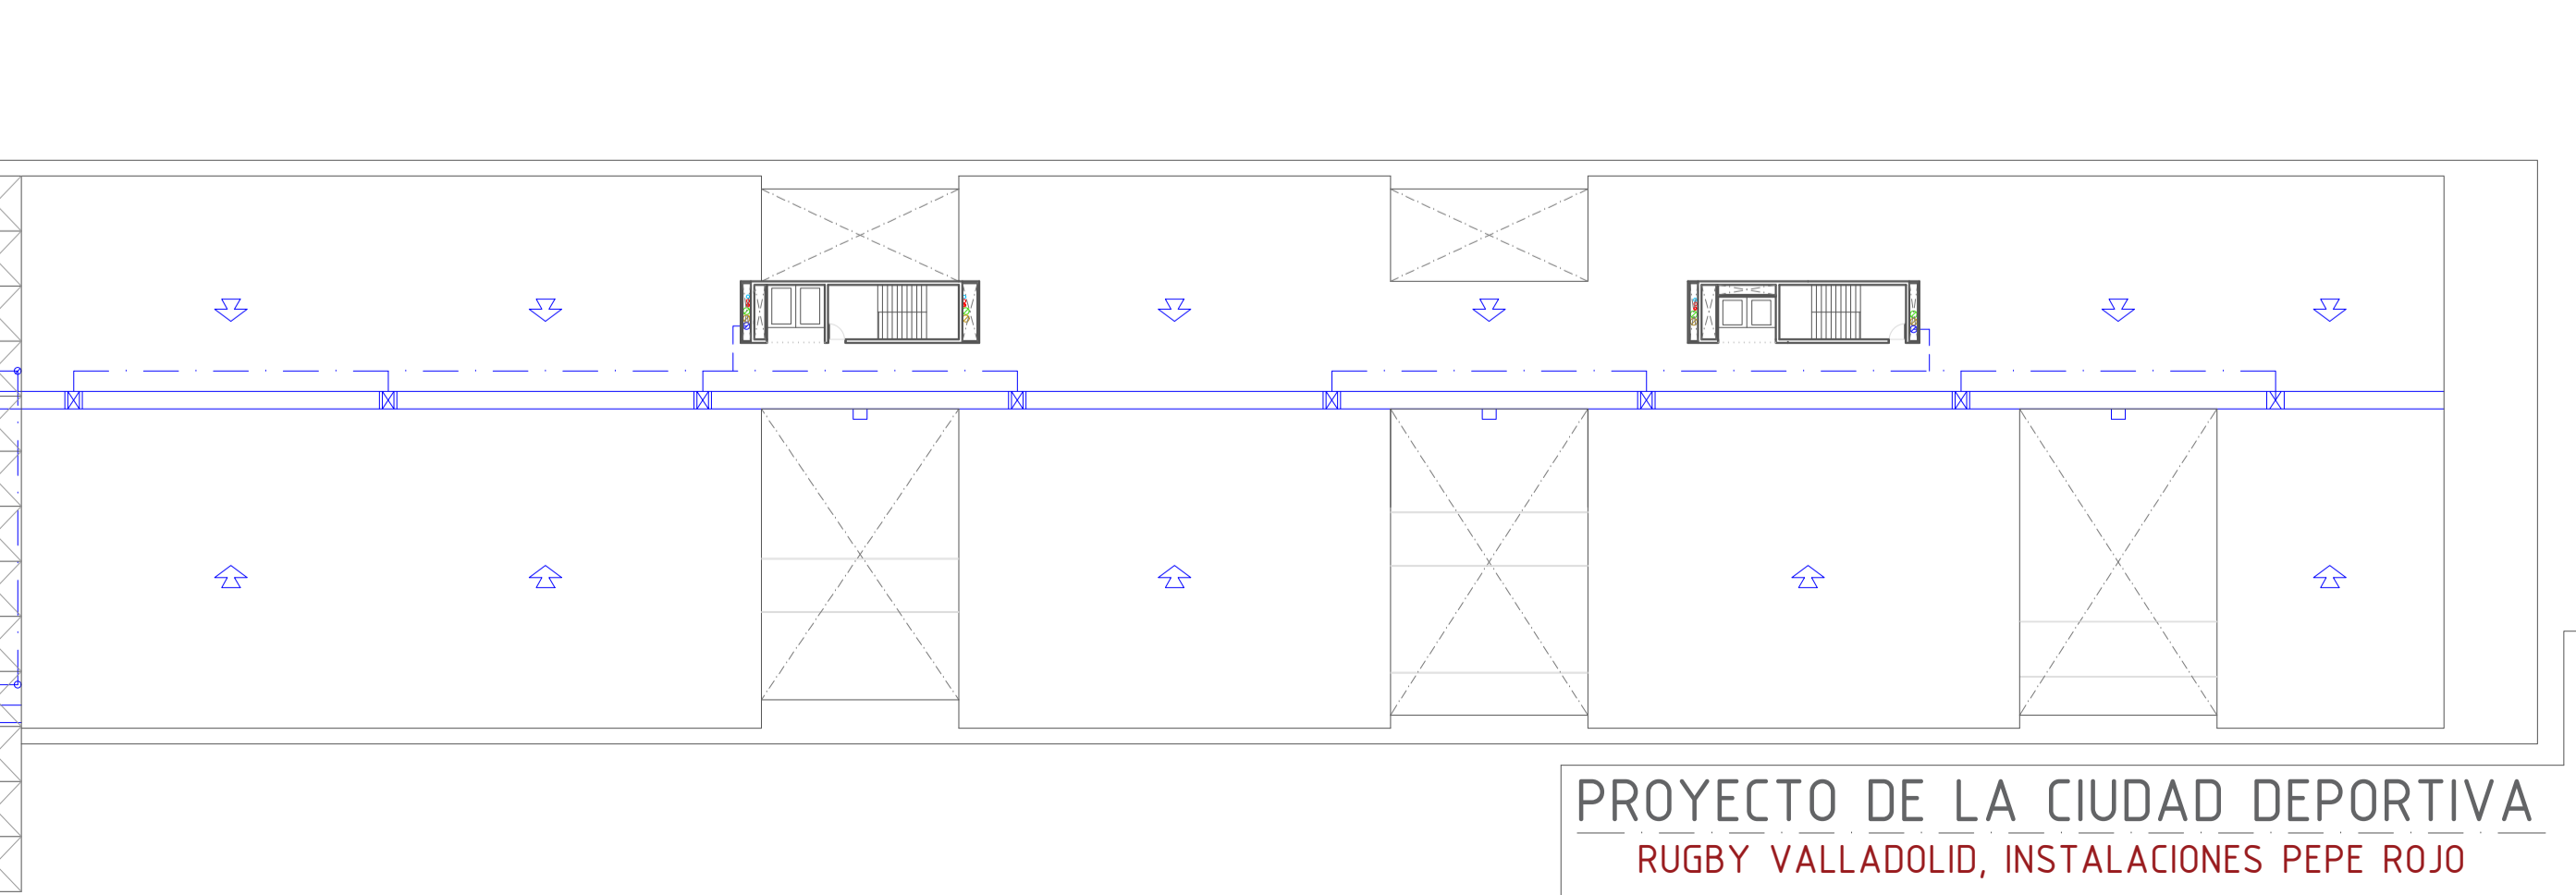 PROYECTO DE LA CIUDAD DEPORTIVA
RUGBY VALLADOLID, INSTALACIONES PEPE ROJO